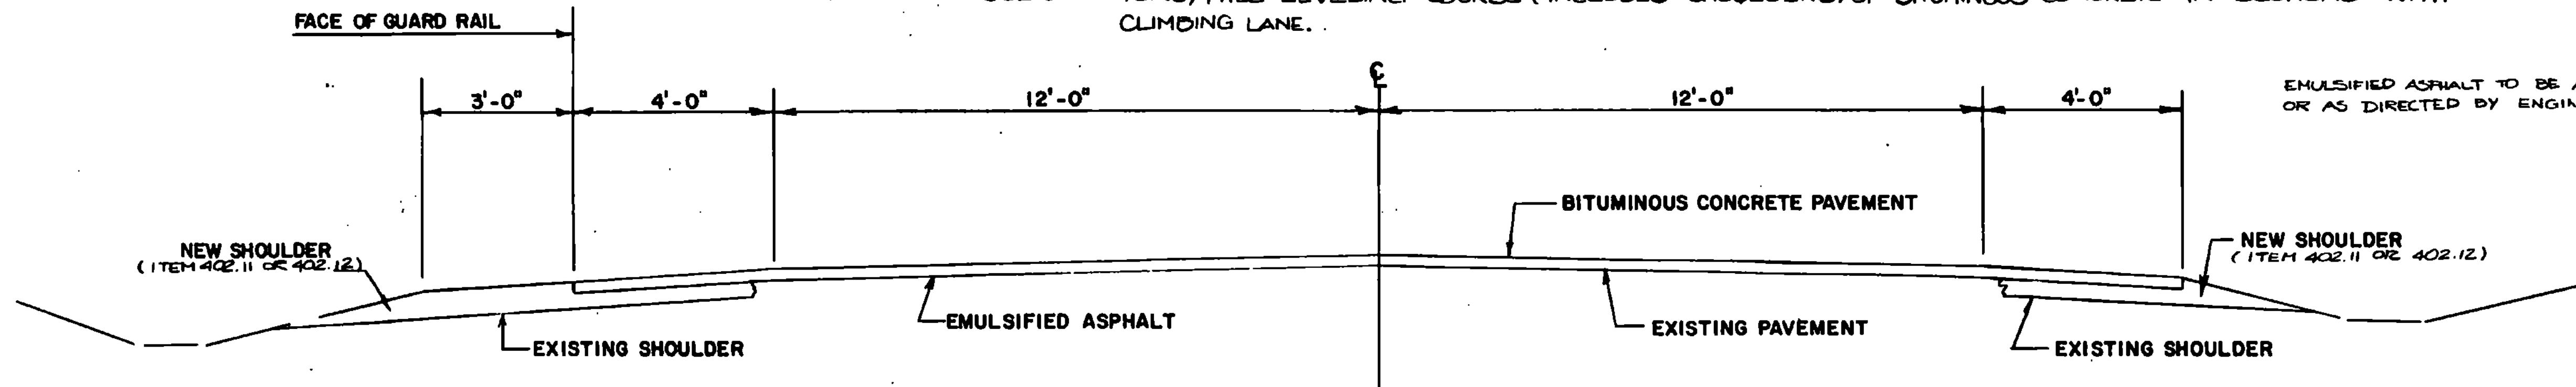 CLIMBING LANE.
FACE OF GUARD RAIL
3'-0"
4'-0"
12'-0"
℄
12'-0"
4'-0"
EMULSIFIED ASPHALT TO BE
OR AS DIRECTED BY
BITUMINOUS CONCRETE PAVEMENT
NEW SHOULDER
(ITEM 402.11 OR 402.12)
NEW SHOULDER
(ITEM 402.11 OR 402.12)
EMULSIFIED ASPHALT
EXISTING PAVEMENT
EXISTING SHOULDER
EXISTING SHOULDER